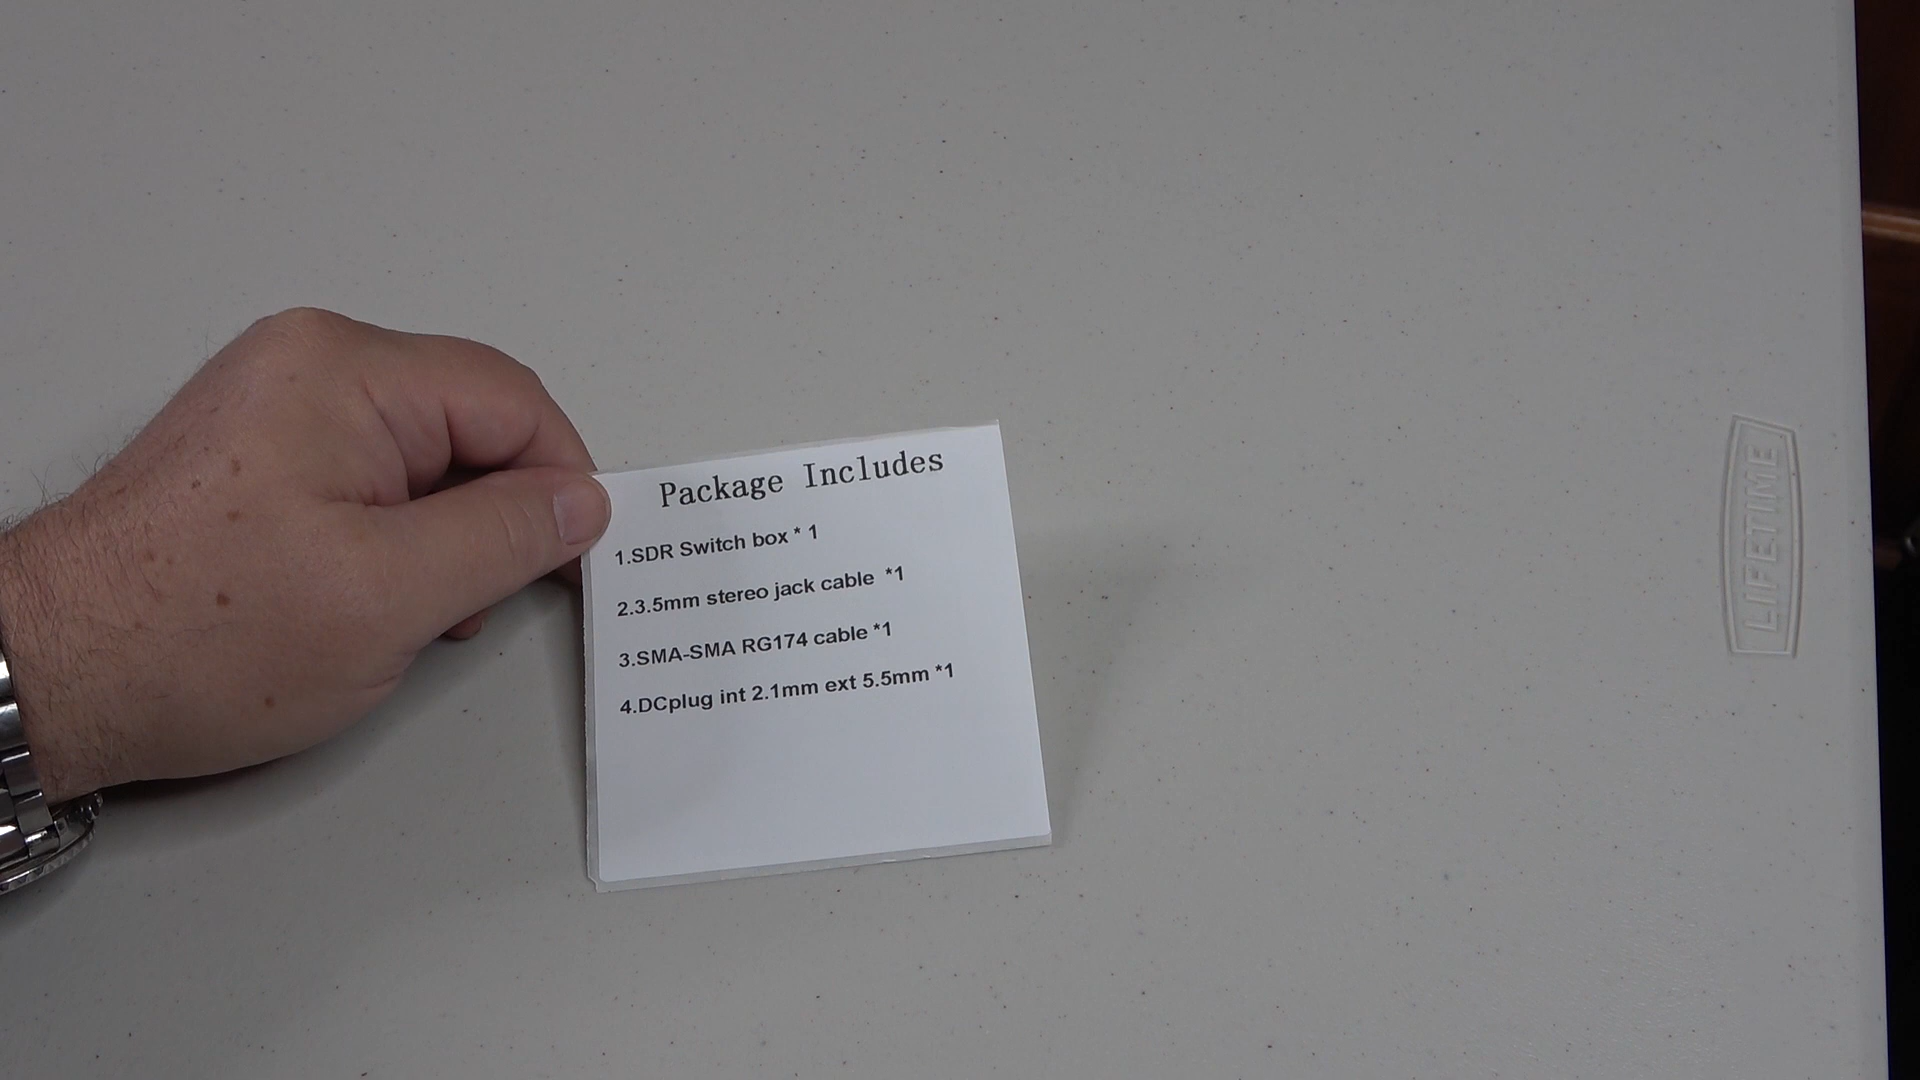 Package Includes
1.SDR Switch box * 1
2.3.5mm stereo jack cable *1
3.SMA-SMA RG174 cable *1
4.DCplug int 2.1mm ext 5.5mm *1
LIFETIME